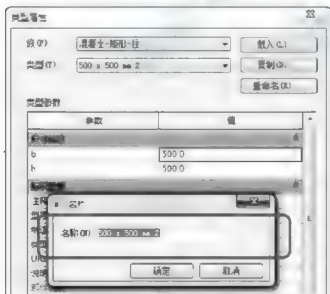 类型属性
族(F)
混凝土-矩形-柱
载入(L)
类型(T)
500 x 500 mm 2
复制(D)
重命名(R)
类型参数
参数 值
b 500.0
h 500.0
名称
名称(N) 500 x 500 mm 2
确定 取消